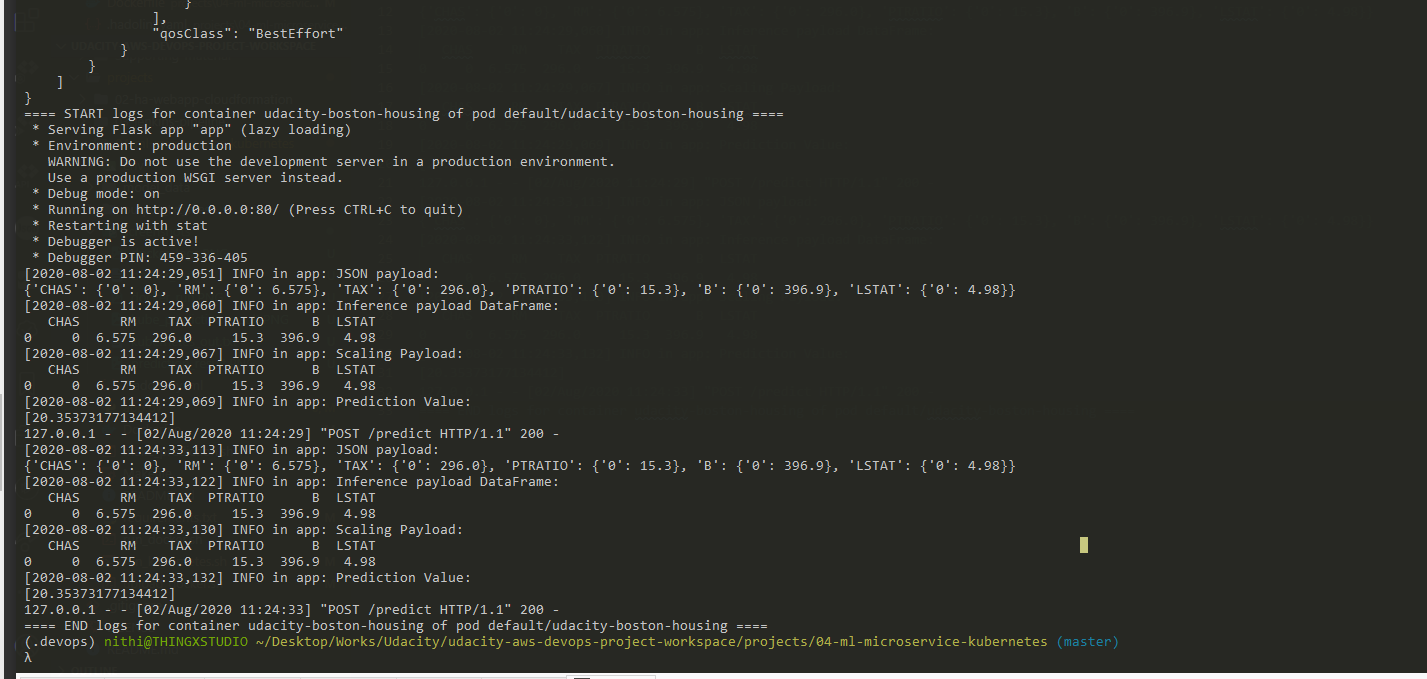 }
],
"qosClass": "BestEffort"
}
}
]
}
==== START logs for container udacity-boston-housing of pod default/udacity-boston-housing ====
* Serving Flask app "app" (lazy loading)
* Environment: production
WARNING: Do not use the development server in a production environment.
Use a production WSGI server instead.
* Debug mode: on
* Running on http://0.0.0.0:80/ (Press CTRL+C to quit)
* Restarting with stat
* Debugger is active!
* Debugger PIN: 459-336-405
[2020-08-02 11:24:29,051] INFO in app: JSON payload:
{'CHAS': {'0': 0}, 'RM': {'0': 6.575}, 'TAX': {'0': 296.0}, 'PTRATIO': {'0': 15.3}, 'B': {'0': 396.9}, 'LSTAT': {'0': 4.98}}
[2020-08-02 11:24:29,060] INFO in app: Inference payload DataFrame:
CHAS RM TAX PTRATIO B LSTAT
0 0 6.575 296.0 15.3 396.9 4.98
[2020-08-02 11:24:29,067] INFO in app: Scaling Payload:
CHAS RM TAX PTRATIO B LSTAT
0 0 6.575 296.0 15.3 396.9 4.98
[2020-08-02 11:24:29,069] INFO in app: Prediction Value:
[20.35373177134412]
127.0.0.1 - - [02/Aug/2020 11:24:29] "POST /predict HTTP/1.1" 200 -
[2020-08-02 11:24:33,113] INFO in app: JSON payload:
{'CHAS': {'0': 0}, 'RM': {'0': 6.575}, 'TAX': {'0': 296.0}, 'PTRATIO': {'0': 15.3}, 'B': {'0': 396.9}, 'LSTAT': {'0': 4.98}}
[2020-08-02 11:24:33,122] INFO in app: Inference payload DataFrame:
CHAS RM TAX PTRATIO B LSTAT
0 0 6.575 296.0 15.3 396.9 4.98
[2020-08-02 11:24:33,130] INFO in app: Scaling Payload:
CHAS RM TAX PTRATIO B LSTAT
0 0 6.575 296.0 15.3 396.9 4.98
[2020-08-02 11:24:33,132] INFO in app: Prediction Value:
[20.35373177134412]
127.0.0.1 - - [02/Aug/2020 11:24:33] "POST /predict HTTP/1.1" 200 -
==== END logs for container udacity-boston-housing of pod default/udacity-boston-housing ====
(.devops) nithi@THINGXSTUDIO ~/Desktop/Works/Udacity/udacity-aws-devops-project-workspace/projects/04-ml-microservice-kubernetes (master)
λ